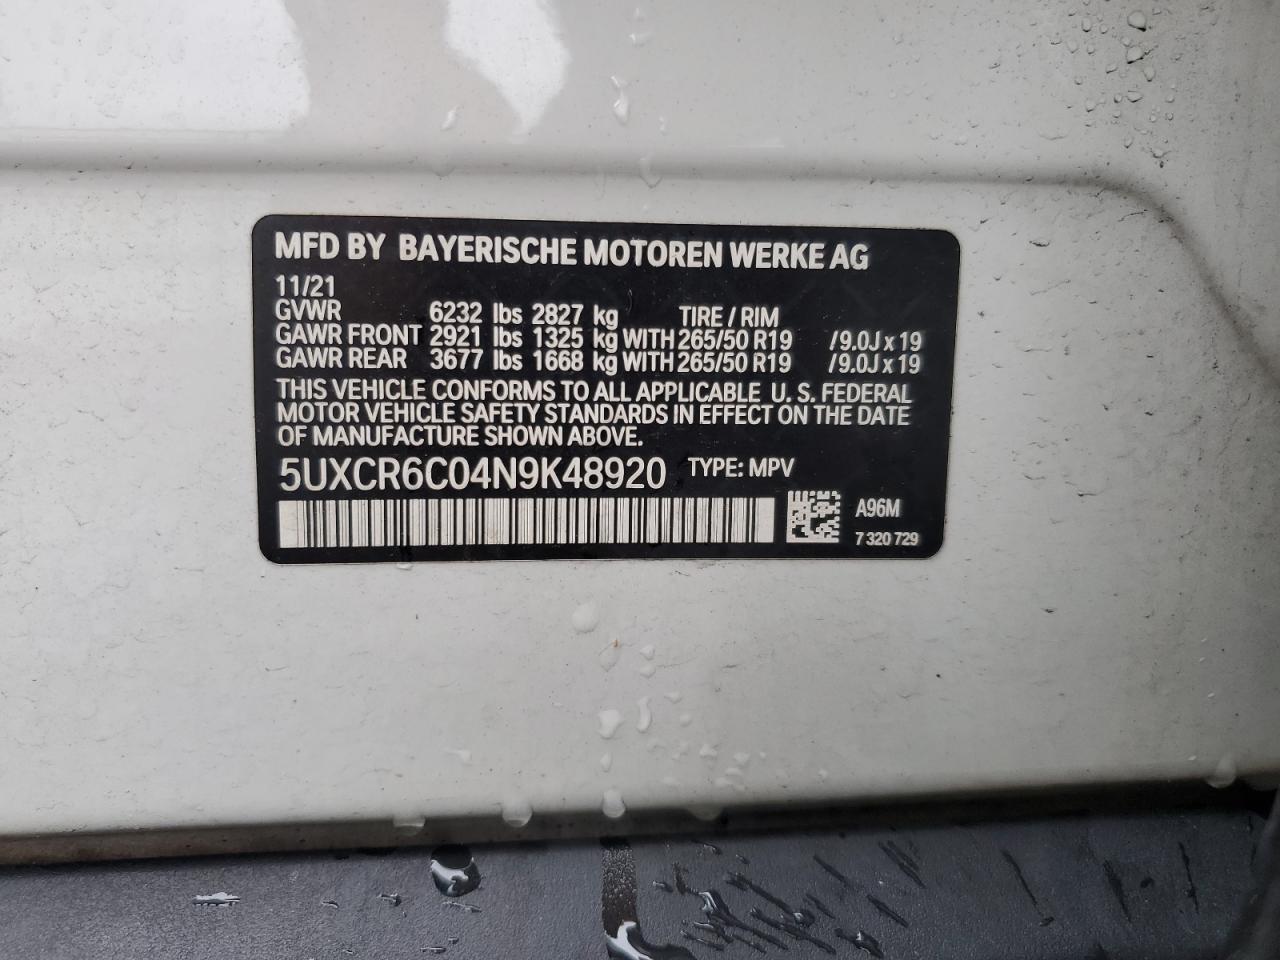 MFD BY BAYERISCHE MOTOREN WERKE AG
11/21
GVWR 6232 lbs 2827 kg TIRE / RIM
GAWR FRONT 2921 lbs 1325 kg WITH 265/50 R19 /9.0J x 19
GAWR REAR 3677 lbs 1668 kg WITH 265/50 R19 /9.0J x 19
THIS VEHICLE CONFORMS TO ALL APPLICABLE U. S. FEDERAL
MOTOR VEHICLE SAFETY STANDARDS IN EFFECT ON THE DATE
OF MANUFACTURE SHOWN ABOVE.
5UXCR6C04N9K48920 TYPE: MPV
A96M
7 320 729